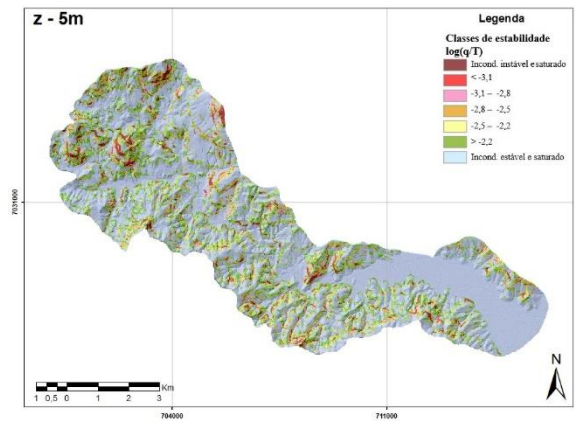 z - 5m
Legenda
Classes de estabilidade
log(q/T)
Incond. instável e saturado
< -3,1
-3,1 – -2,8
-2,8 – -2,5
-2,5 – -2,2
> -2,2
Incond. estável e saturado
7031000
N
1 0,5 0 1 2 3 Km
704000 711000